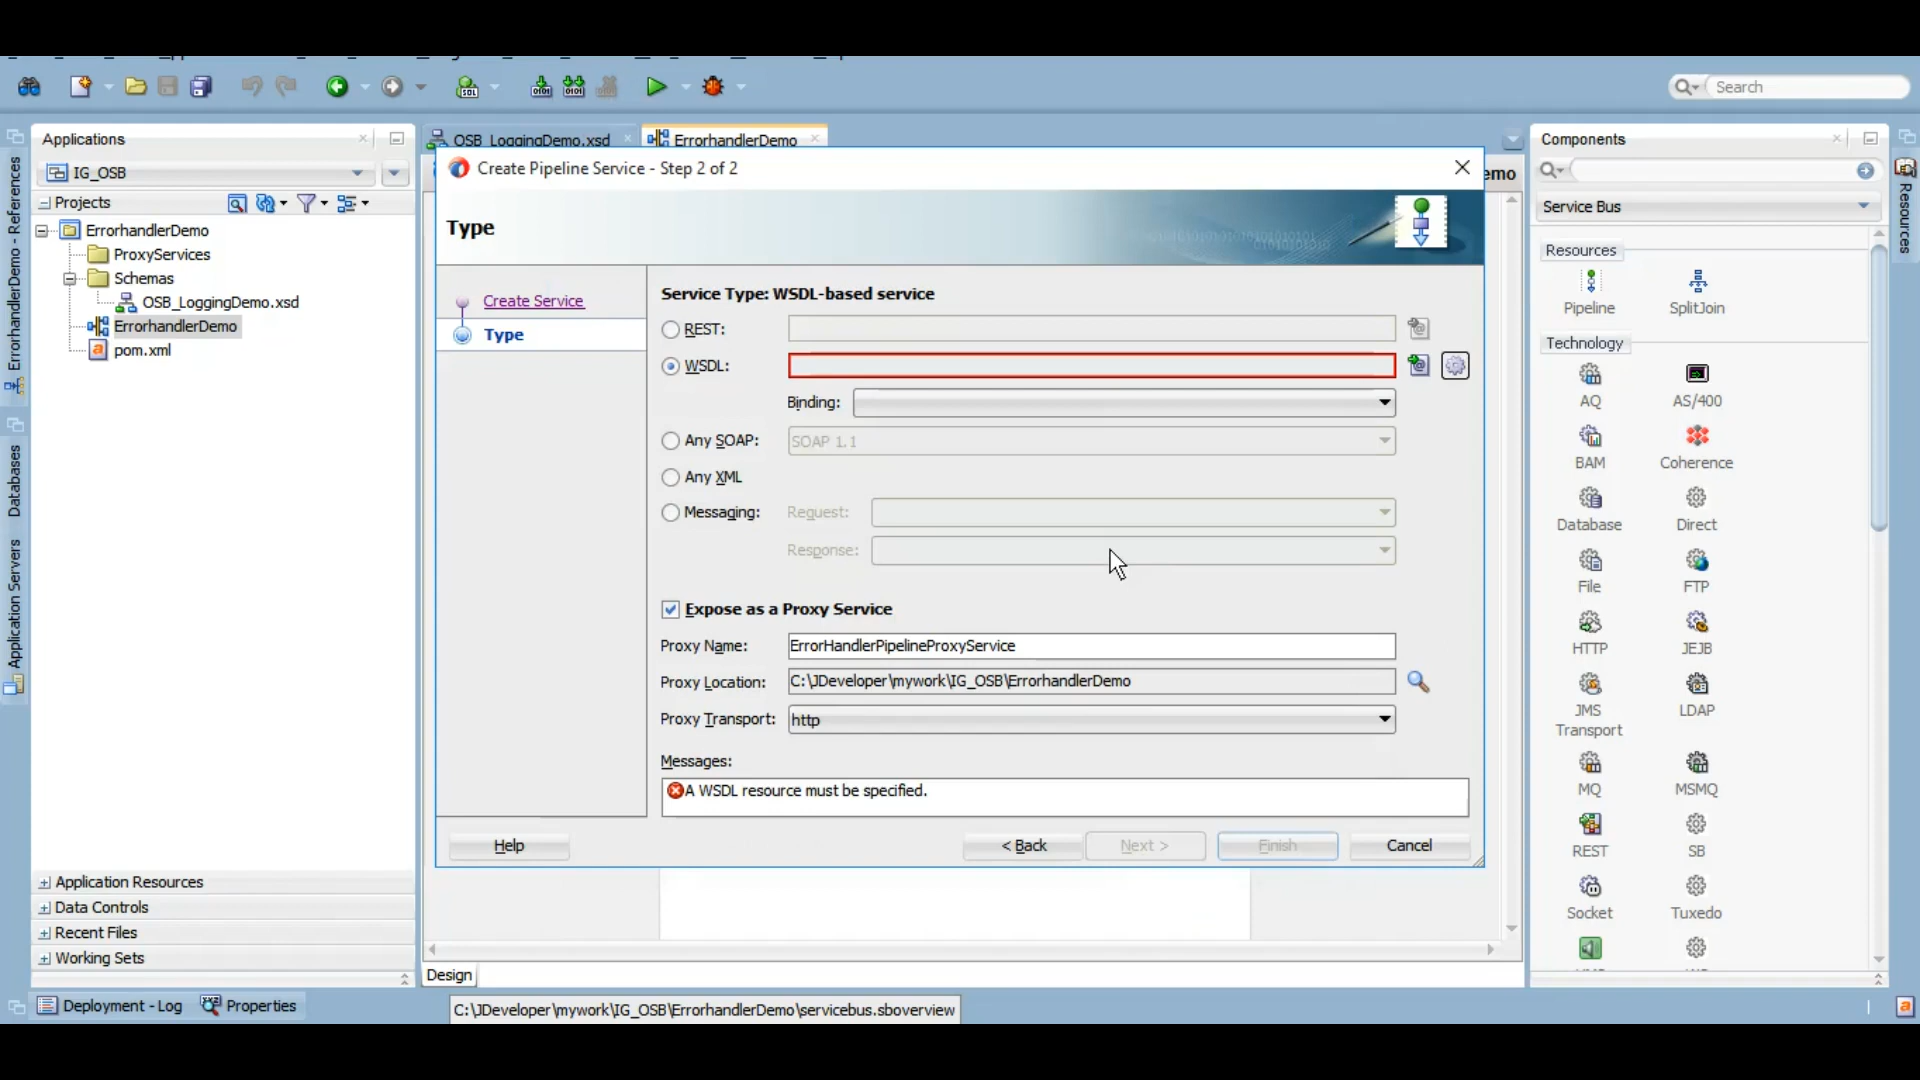 Search
Applications
IG_OSB
Projects
ErrorhandlerDemo
ProxyServices
Schemas
OSB_LoggingDemo.xsd
ErrorhandlerDemo
pom.xml
Application Resources
Data Controls
Recent Files
Working Sets
ErrorhandlerDemo - References
Databases
Application Servers
OSB_LoggingDemo.xsd
ErrorhandlerDemo
emo
Create Pipeline Service - Step 2 of 2
Type
Create Service
Type
Service Type: WSDL-based service
REST:
WSDL:
Binding:
Any SOAP: SOAP 1.1
Any XML
Messaging: Request:
Response:
Expose as a Proxy Service
Proxy Name: ErrorHandlerPipelineProxyService
Proxy Location: C:\JDeveloper\mywork\IG_OSB\ErrorhandlerDemo
Proxy Transport: http
Messages:
A WSDL resource must be specified.
Help
< Back
Next >
Finish
Cancel
Design
Components
Service Bus
Resources
Pipeline SplitJoin
Technology
AQ AS/400
BAM Coherence
Database Direct
File FTP
HTTP JEJB
JMS Transport LDAP
MQ MSMQ
REST SB
Socket Tuxedo
Resources
Deployment - Log
Properties
C:\JDeveloper\mywork\IG_OSB\ErrorhandlerDemo\servicebus.sboverview